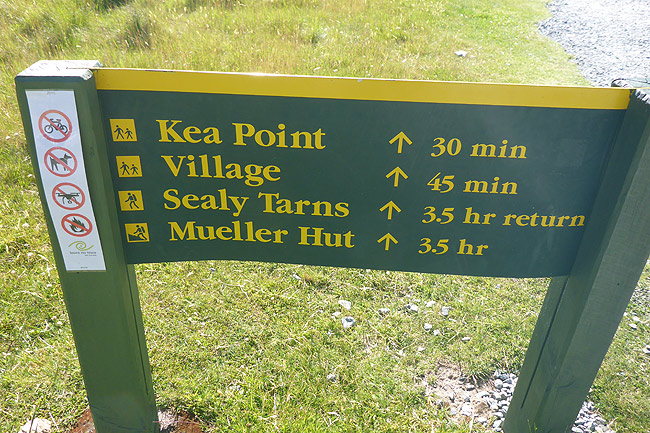 Kea Point ↑ 30 min
Village ↑ 45 min
Sealy Tarns ↑ 3.5 hr return
Mueller Hut ↑ 3.5 hr